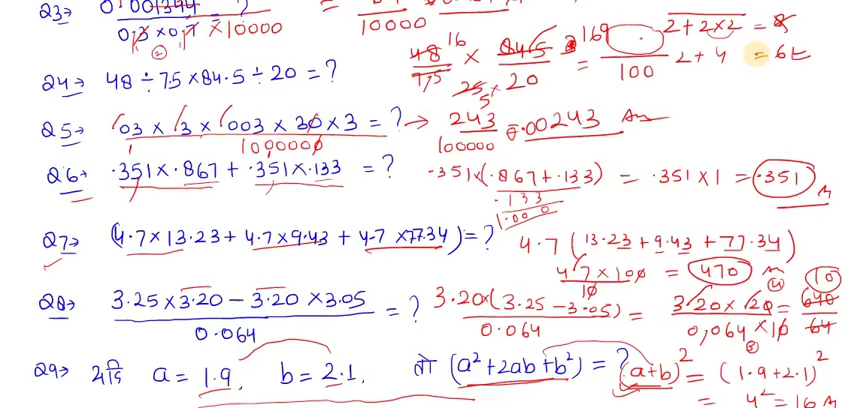 Q3→ 0.001344 / 0.3 × 0.7 × 10000 = ?
Q4→ 48 ÷ 7.5 × 84.5 ÷ 20 = ? 48/7.5 × 84.5/20 = 169/100
2+2×2 = 8
2+4 = 6
Q5→ .03 × .3 × .003 × 30 × 3 = ? → 243/100000 = 0.00243 Ans
Q6→ .351 × .867 + .351 × .133 = ? .351×(.867+.133) = .351×1 = .351
.133
1.000
Q7→ (4.7×13.23 + 4.7×9.43 + 4.7×77.34) = ? 4.7(13.23+9.43+77.34)
47×100/10 = 470
Q8→ 3.25×3.20 − 3.20×3.05 / 0.064 = ? 3.20×(3.25−3.05) / 0.064 = 3.20×.20 / 0.064 = 640/64 10
Q9→ यदि a = 1.9, b = 2.1, तो (a²+2ab+b²) = ? (a+b)² = (1.9+2.1)²
= 4² = 16